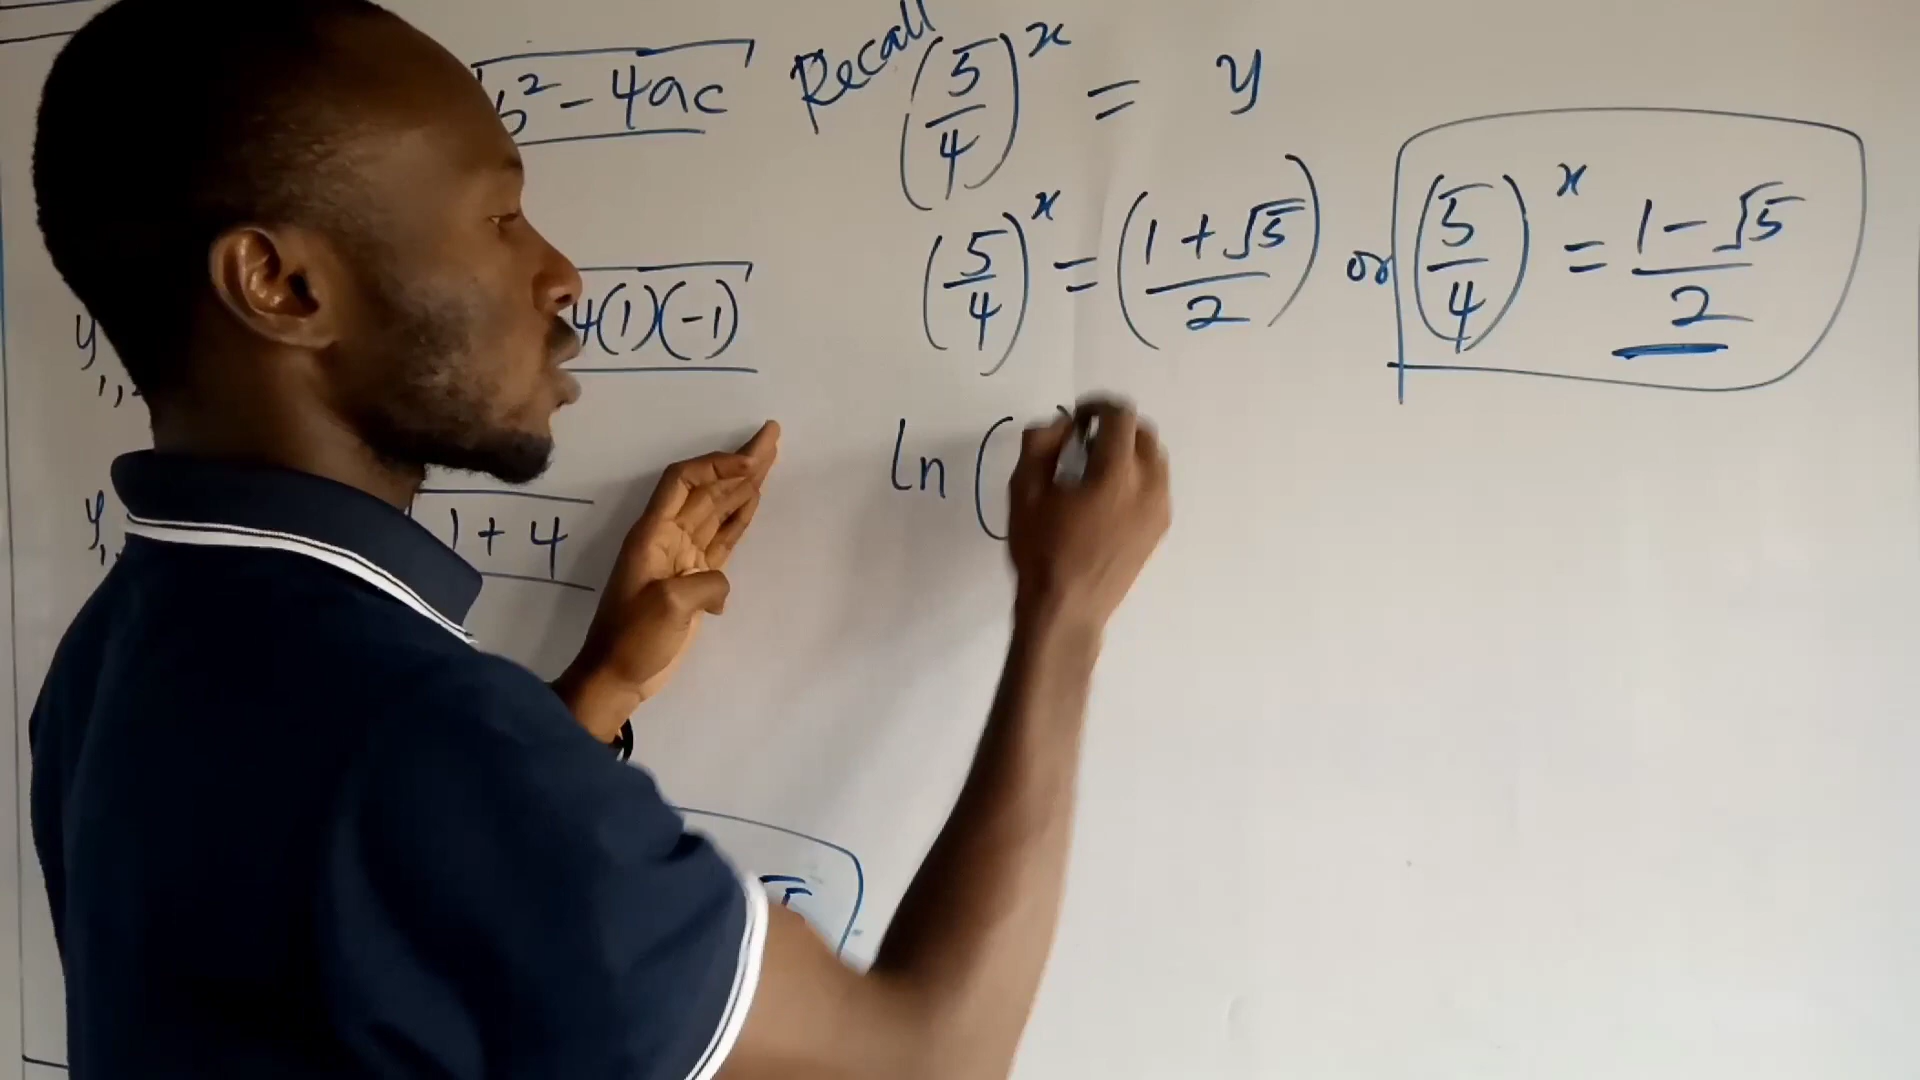 b² - 4ac
y 4(1)(-1)
y 1 + 4
Recall (5/4)^x = y
(5/4)^x = ((1 + √5)/2) or (5/4)^x = (1 - √5)/2
ln (